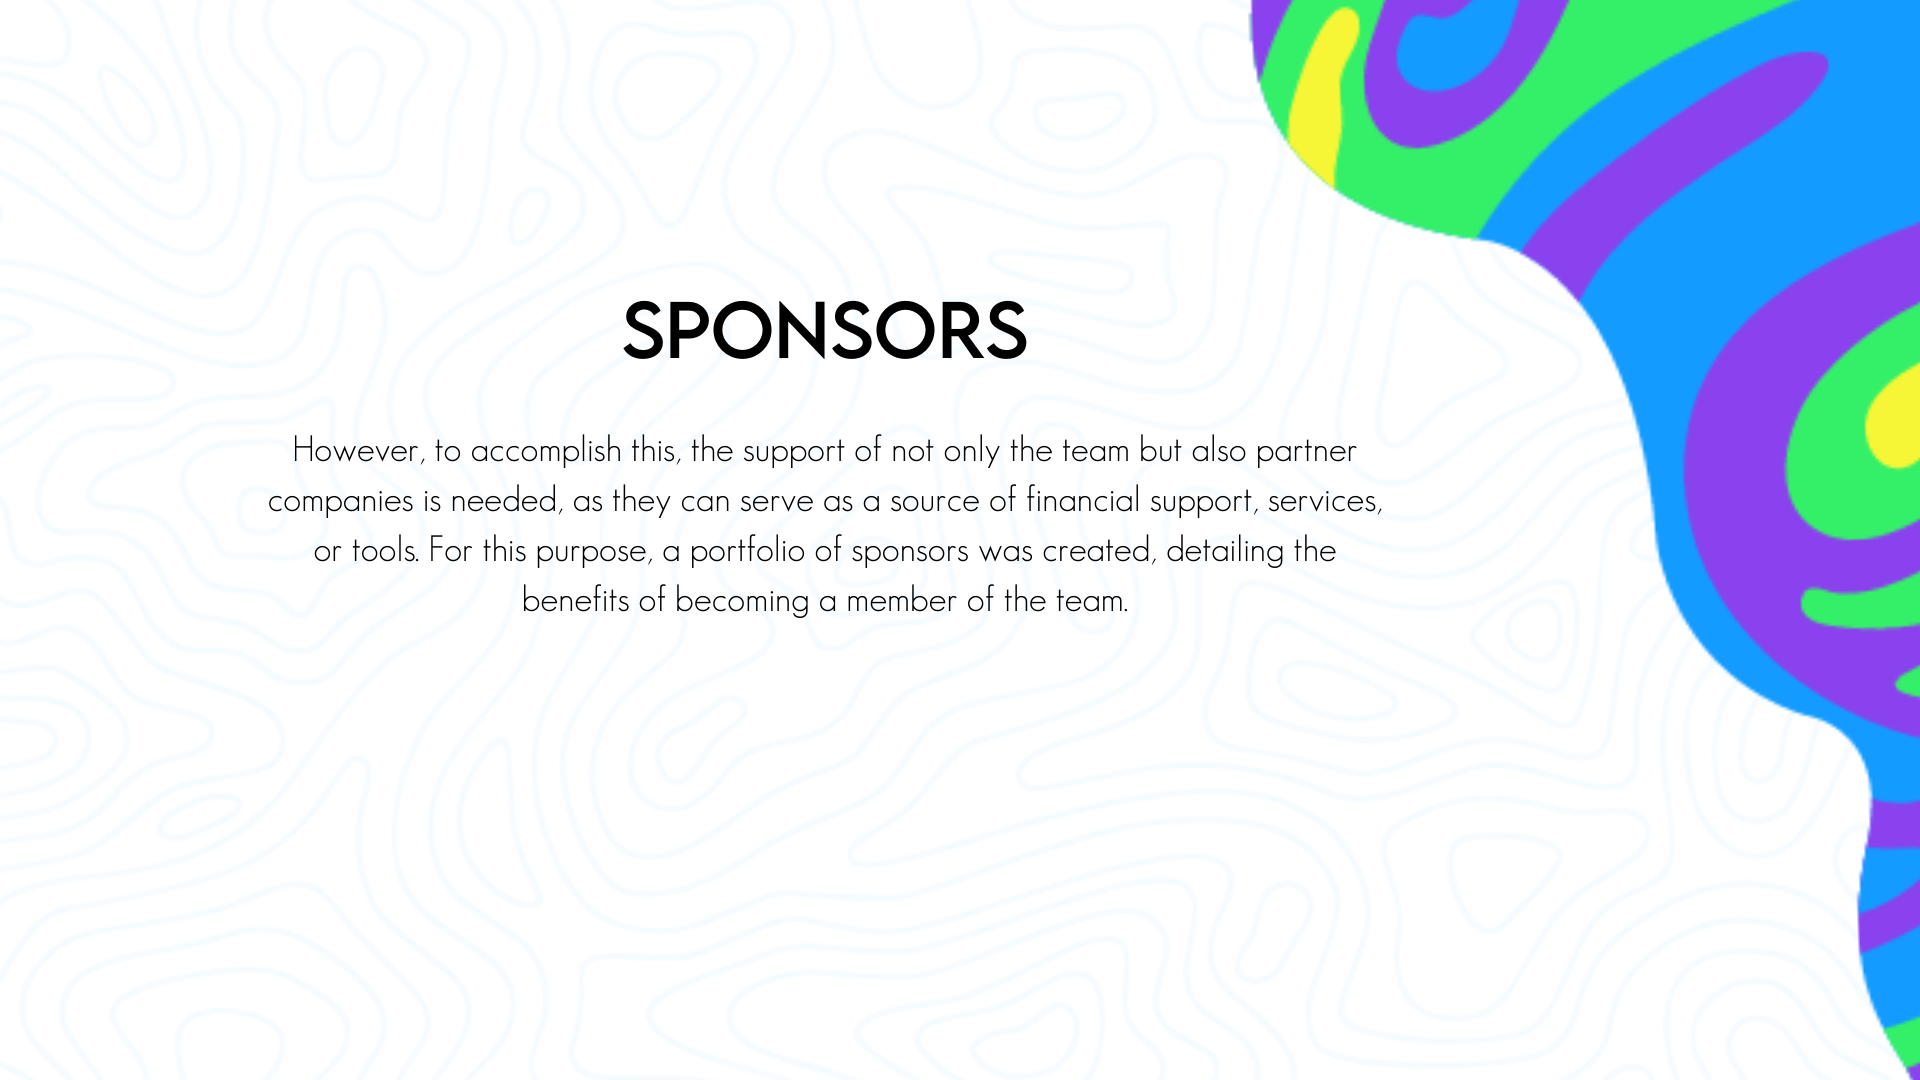 SPONSORS
However, to accomplish this, the support of not only the team but also partner
companies is needed, as they can serve as a source of financial support, services,
or tools. For this purpose, a portfolio of sponsors was created, detailing the
benefits of becoming a member of the team.